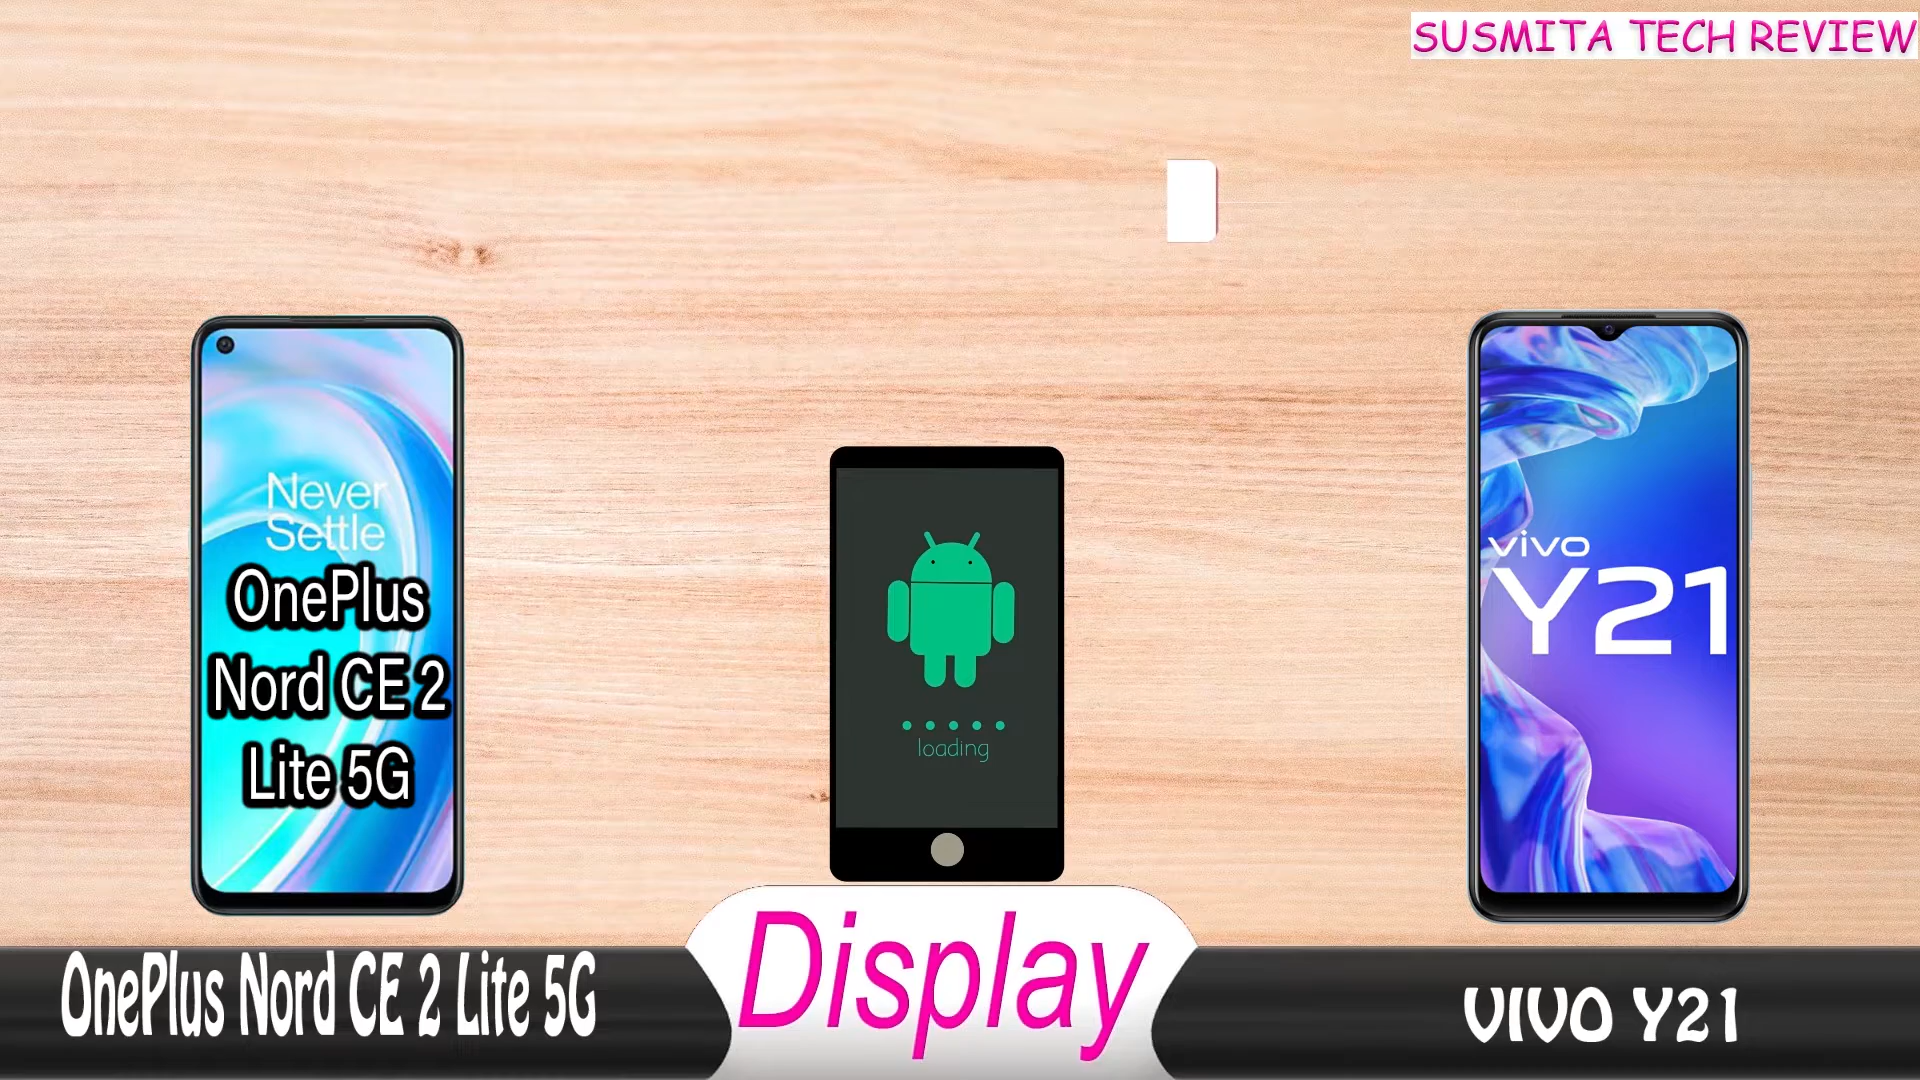 SUSMITA TECH REVIEW
Never
Settle
OnePlus
Nord CE 2
Lite 5G
loading
vivo
Y21
OnePlus Nord CE 2 Lite 5G
Display
VIVO Y21